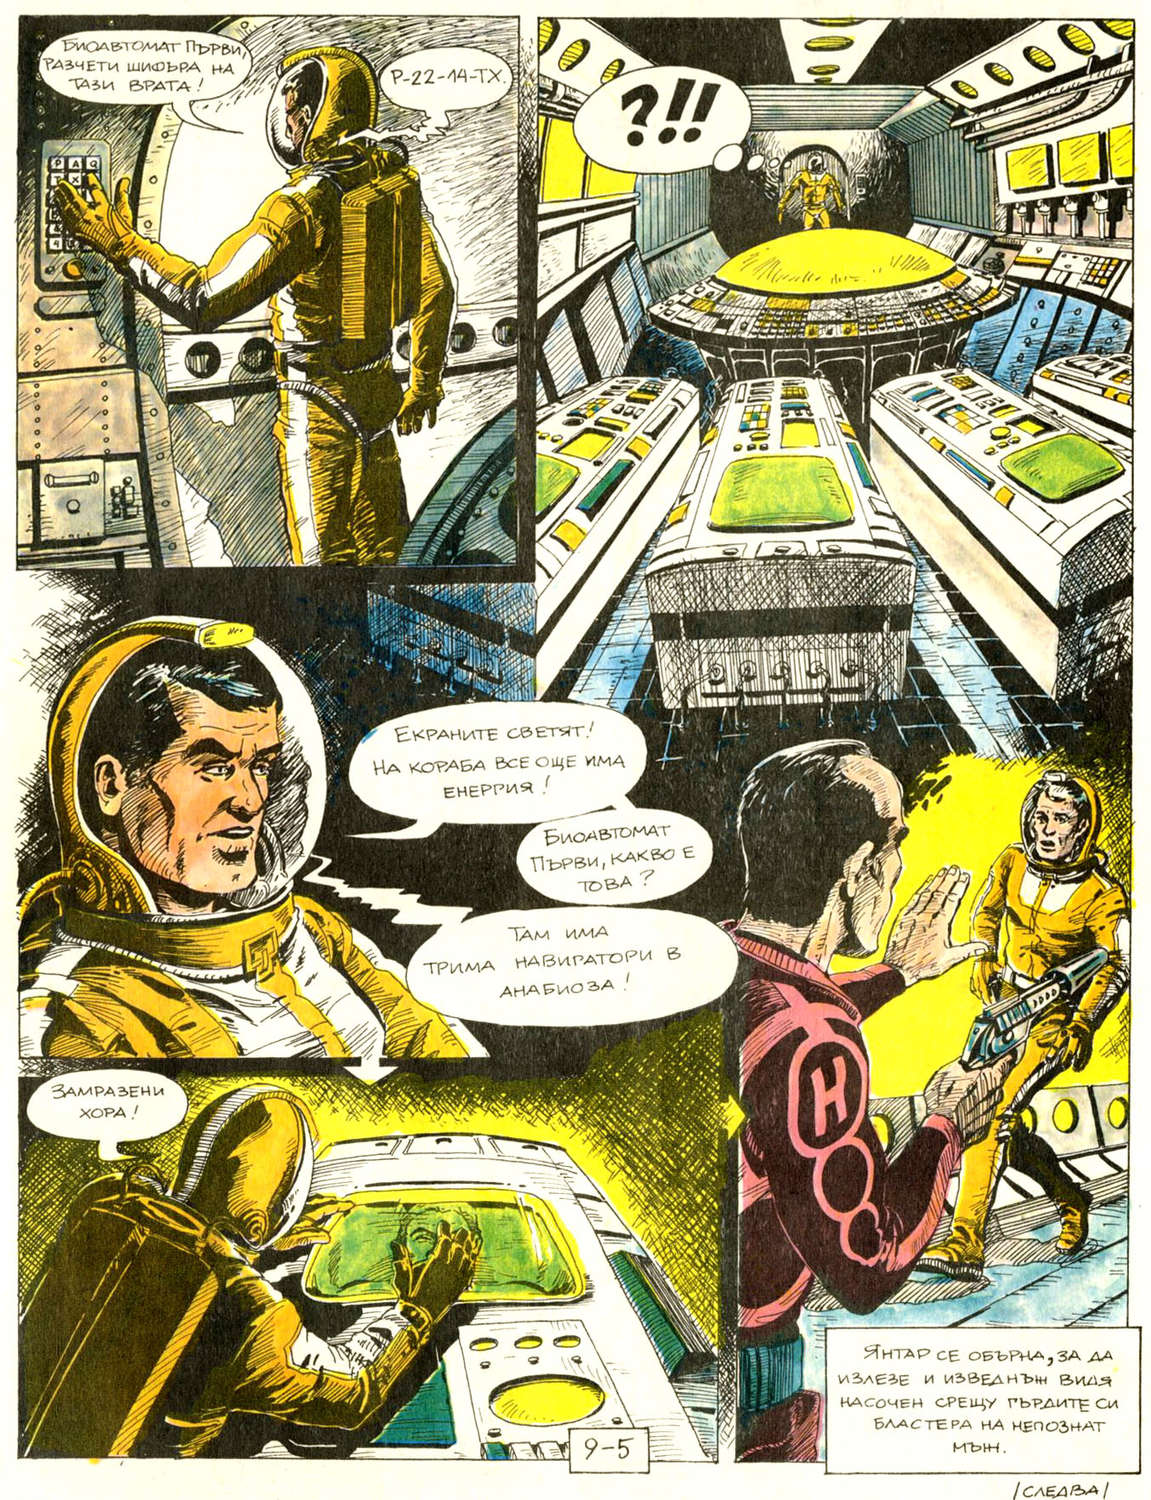 БИОАВТОМАТ ПЪРВИ,
РАЗЧЕТИ ШИФЪРА НА
ТАЗИ ВРАТА!
Р-22-14-ТХ.
?!!
ЕКРАНИТЕ СВЕТЯТ!
НА КОРАБА ВСЕ ОЩЕ ИМА
ЕНЕРГИЯ!
БИОАВТОМАТ
ПЪРВИ, КАКВО Е
ТОВА?
ТАМ ИМА
ТРИМА НАВИГАТОРИ В
АНАБИОЗА!
ЗАМРАЗЕНИ
ХОРА!
Н
ЯНТАР СЕ ОБЪРНА, ЗА ДА
ИЗЛЕЗЕ И ИЗВЕДНЪЖ ВИДЯ
НАСОЧЕН СРЕЩУ ГЪРДИТЕ СИ
БЛАСТЕРА НА НЕПОЗНАТ
МЪЖ.
9-5
/СЛЕДВА/